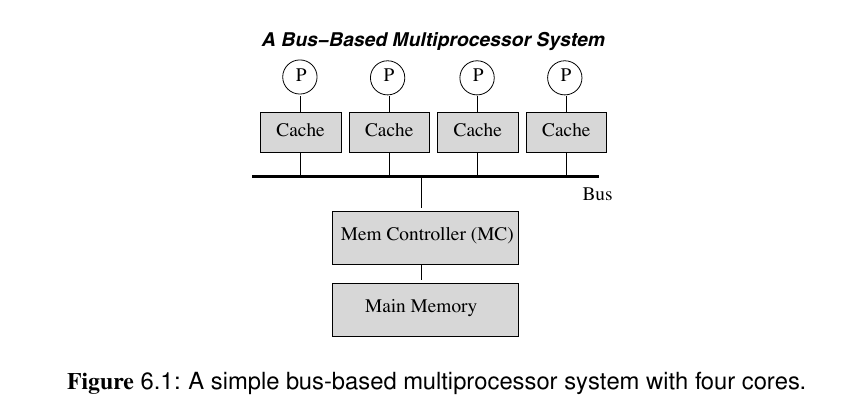 A Bus−Based Multiprocessor System
P P P P
Cache Cache Cache Cache
Bus
Mem Controller (MC)
Main Memory
Figure 6.1: A simple bus-based multiprocessor system with four cores.